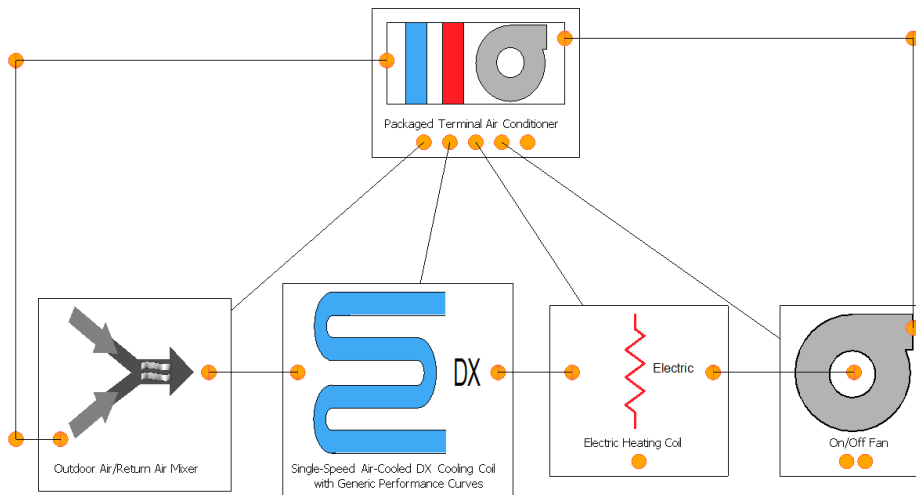 Packaged Terminal Air Conditioner
DX
Electric
Outdoor Air/Return Air Mixer
Single-Speed Air-Cooled DX Cooling Coil
with Generic Performance Curves
Electric Heating Coil
On/Off Fan